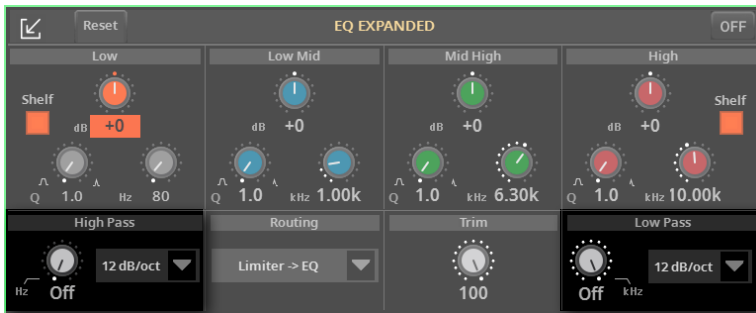 Reset EQ EXPANDED OFF
Low Low Mid Mid High High
Shelf Shelf
dB +0 dB +0 dB +0 dB +0
Q 1.0 Hz 80 Q 1.0 kHz 1.00k Q 1.0 kHz 6.30k Q 1.0 kHz 10.00k
High Pass Routing Trim Low Pass
12 dB/oct Limiter -> EQ 12 dB/oct
Hz Off 100 Off kHz